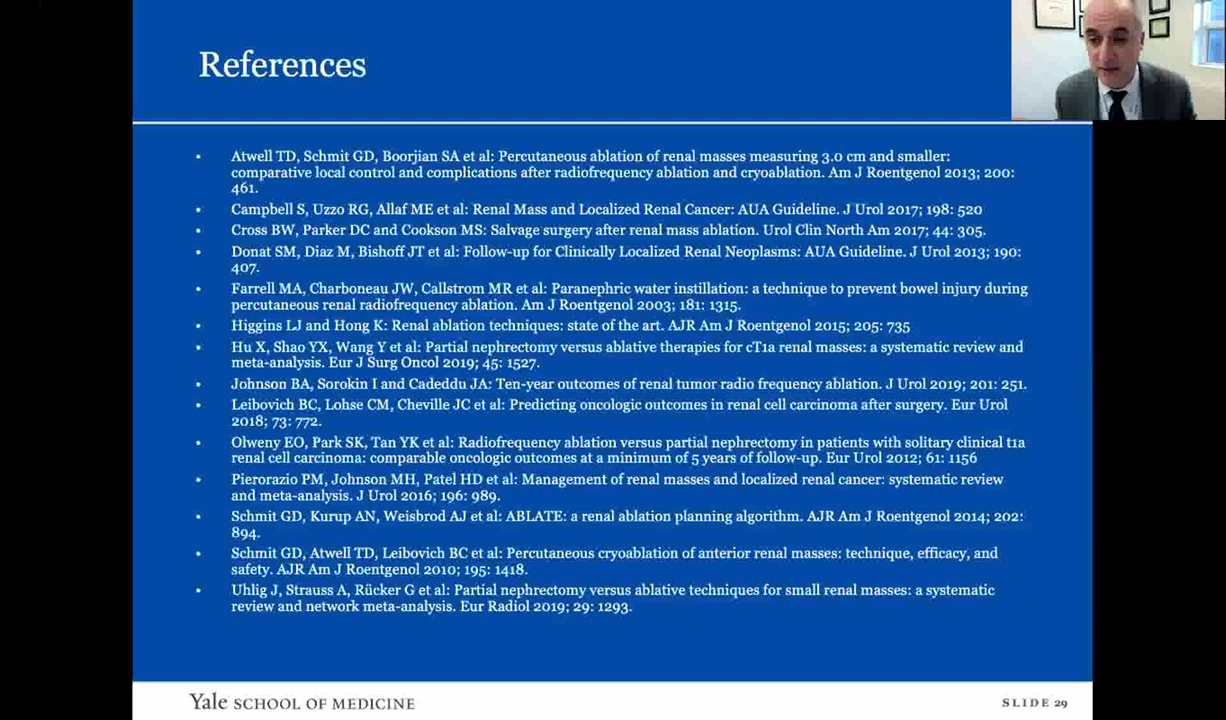 References
• Atwell TD, Schmit GD, Boorjian SA et al: Percutaneous ablation of renal masses measuring 3.0 cm and smaller:
comparative local control and complications after radiofrequency ablation and cryoablation. Am J Roentgenol 2013; 200:
461.
• Campbell S, Uzzo RG, Allaf ME et al: Renal Mass and Localized Renal Cancer: AUA Guideline. J Urol 2017; 198: 520
• Cross BW, Parker DC and Cookson MS: Salvage surgery after renal mass ablation. Urol Clin North Am 2017; 44: 305.
• Donat SM, Diaz M, Bishoff JT et al: Follow-up for Clinically Localized Renal Neoplasms: AUA Guideline. J Urol 2013; 190:
407.
• Farrell MA, Charboneau JW, Callstrom MR et al: Paranephric water instillation: a technique to prevent bowel injury during
percutaneous renal radiofrequency ablation. Am J Roentgenol 2003; 181: 1315.
• Higgins LJ and Hong K: Renal ablation techniques: state of the art. AJR Am J Roentgenol 2015; 205: 735
• Hu X, Shao YX, Wang Y et al: Partial nephrectomy versus ablative therapies for cT1a renal masses: a systematic review and
meta-analysis. Eur J Surg Oncol 2019; 45: 1527.
• Johnson BA, Sorokin I and Cadeddu JA: Ten-year outcomes of renal tumor radio frequency ablation. J Urol 2019; 201: 251.
• Leibovich BC, Lohse CM, Cheville JC et al: Predicting oncologic outcomes in renal cell carcinoma after surgery. Eur Urol
2018; 73: 772.
• Olweny EO, Park SK, Tan YK et al: Radiofrequency ablation versus partial nephrectomy in patients with solitary clinical t1a
renal cell carcinoma: comparable oncologic outcomes at a minimum of 5 years of follow-up. Eur Urol 2012; 61: 1156
• Pierorazio PM, Johnson MH, Patel HD et al: Management of renal masses and localized renal cancer: systematic review
and meta-analysis. J Urol 2016; 196: 989.
• Schmit GD, Kurup AN, Weisbrod AJ et al: ABLATE: a renal ablation planning algorithm. AJR Am J Roentgenol 2014; 202:
894.
• Schmit GD, Atwell TD, Leibovich BC et al: Percutaneous cryoablation of anterior renal masses: technique, efficacy, and
safety. AJR Am J Roentgenol 2010; 195: 1418.
• Uhlig J, Strauss A, Rücker G et al: Partial nephrectomy versus ablative techniques for small renal masses: a systematic
review and network meta-analysis. Eur Radiol 2019; 29: 1293.
Yale SCHOOL OF MEDICINE
SLIDE 29